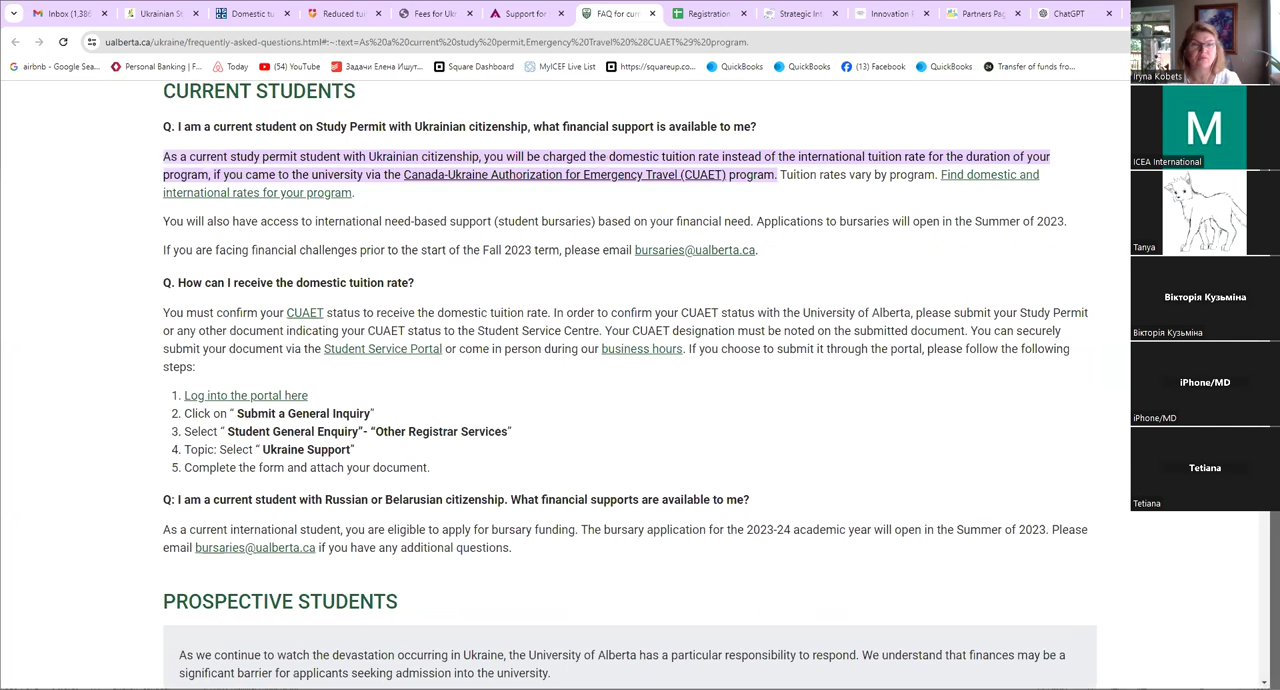 Inbox (1,386
Ukrainian St
Domestic tu
Reduced tui
Federal
Support for
FAQ for curr
Registration
Strategic Int
Innovation E
Partners Pag
ChatGPT
ualberta.ca/ukraine/frequently-asked-questions.html#:~:text=As%20a%20current%20study%20permit,Emergency%20Travel%20%28CUAET%29%20program.
airbnb - Google Sea...
Personal Banking | F...
Today
(54) YouTube
Задачи Елена Ишут...
Square Dashboard
MyICEF Live List
https://squareup.co...
QuickBooks
QuickBooks
(13) Facebook
QuickBooks
Transfer of funds fro...
CURRENT STUDENTS
Q. I am a current student on Study Permit with Ukrainian citizenship, what financial support is available to me?
As a current study permit student with Ukrainian citizenship, you will be charged the domestic tuition rate instead of the international tuition rate for the duration of your
program, if you came to the university via the Canada-Ukraine Authorization for Emergency Travel (CUAET) program. Tuition rates vary by program. Find domestic and
international rates for your program.
You will also have access to international need-based support (student bursaries) based on your financial need. Applications to bursaries will open in the Summer of 2023.
If you are facing financial challenges prior to the start of the Fall 2023 term, please email bursaries@ualberta.ca.
Q. How can I receive the domestic tuition rate?
You must confirm your CUAET status to receive the domestic tuition rate. In order to confirm your CUAET status with the University of Alberta, please submit your Study Permit
or any other document indicating your CUAET status to the Student Service Centre. Your CUAET designation must be noted on the submitted document. You can securely
submit your document via the Student Service Portal or come in person during our business hours. If you choose to submit it through the portal, please follow the following
steps:
1. Log into the portal here
2. Click on “ Submit a General Inquiry”
3. Select “ Student General Enquiry”- “Other Registrar Services”
4. Topic: Select “ Ukraine Support”
5. Complete the form and attach your document.
Q: I am a current student with Russian or Belarusian citizenship. What financial supports are available to me?
As a current international student, you are eligible to apply for bursary funding. The bursary application for the 2023-24 academic year will open in the Summer of 2023. Please
email bursaries@ualberta.ca if you have any additional questions.
PROSPECTIVE STUDENTS
As we continue to watch the devastation occurring in Ukraine, the University of Alberta has a particular responsibility to respond. We understand that finances may be a
significant barrier for applicants seeking admission into the university.
Iryna Kobets
M
ICEA International
Tanya
Вікторія Кузьміна
Вікторія Кузьміна
iPhone/MD
iPhone/MD
Tetiana
Tetiana